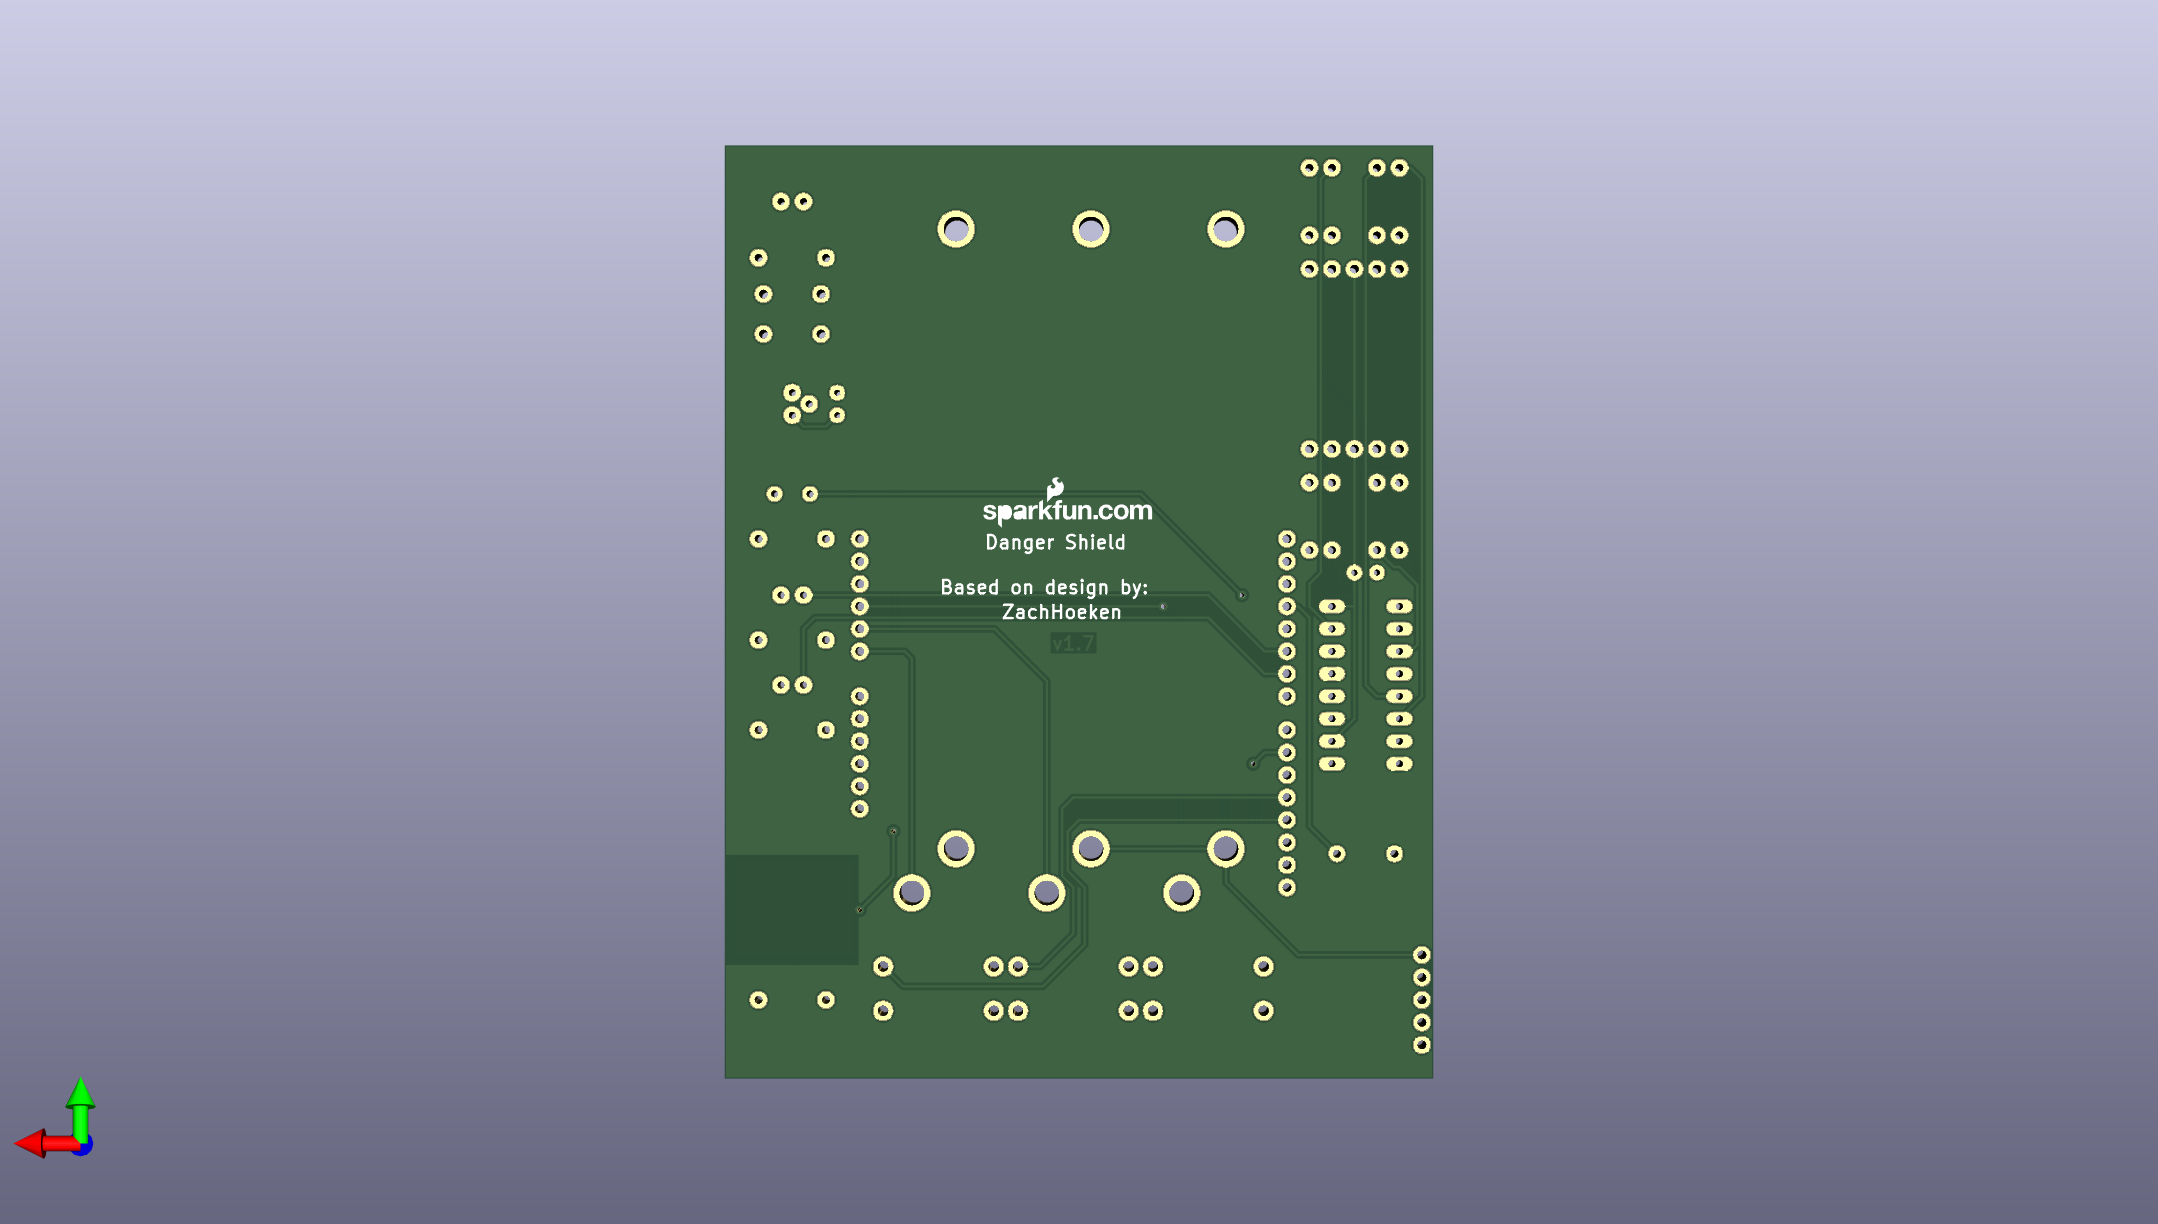 sparkfun.com
Danger Shield
Based on design by:
ZachHoeken
v1.7